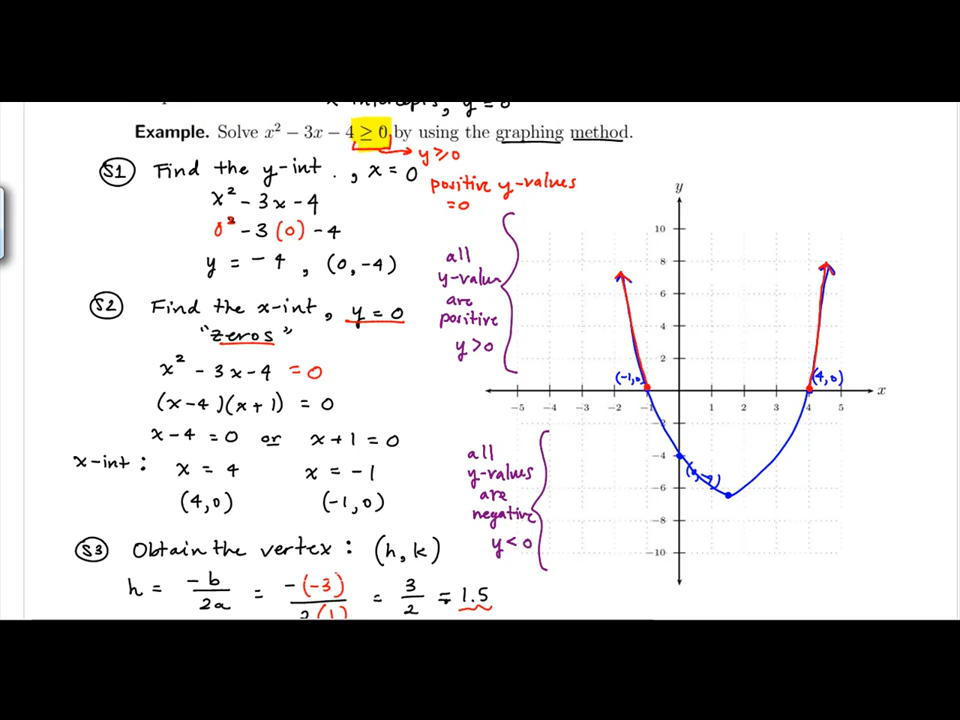 x-intercepts, y = 0
Example. Solve x² − 3x − 4 ≥ 0 by using the graphing method.
→ y ≥ 0
S1 Find the y-int., x = 0
positive y-values
= 0
x² - 3x - 4
0² - 3(0) - 4
y = -4, (0, -4)
all
y-values
are
positive
y > 0
S2 Find the x-int, y = 0
"zeros"
x² - 3x - 4 = 0
(x-4)(x+1) = 0
x-4 = 0 or x+1 = 0
x-int: x = 4 x = -1
(4,0) (-1,0)
all
y-values
are
negative
y < 0
S3 Obtain the vertex: (h, k)
h = -b/2a = -(-3)/2(1) = 3/2 = 1.5
y
10
8
6
4
2
(-1,0) (4,0)
x
−5 −4 −3 −2 −1 1 2 3 4 5
−2
−4
−6
−8
−10